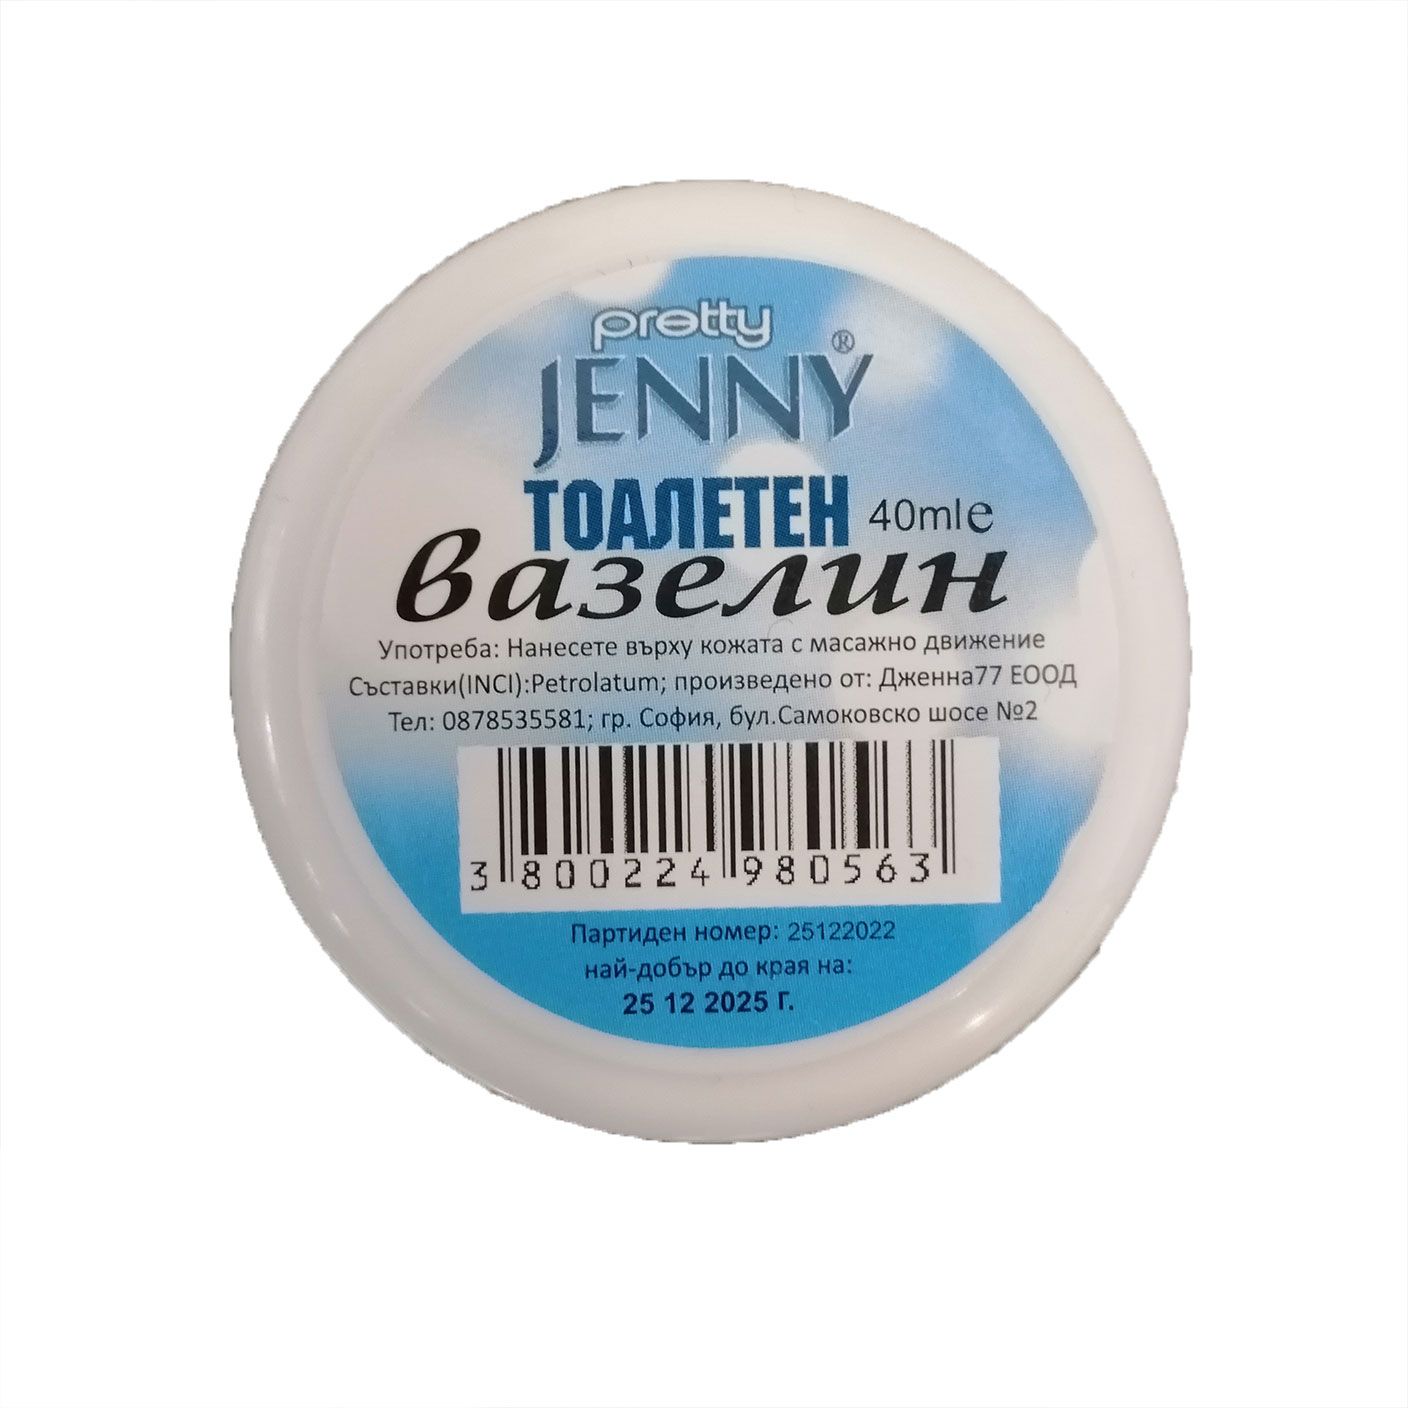 pretty
JENNY®
ТОАЛЕТЕН 40ml℮
вазелин
Употреба: Нанесете върху кожата с масажно движение
Съставки(INCI):Petrolatum; произведено от: Дженна77 ЕООД
Тел: 0878535581; гр. София, бул.Самоковско шосе №2
3 800224 980563
Партиден номер: 25122022
най-добър до края на:
25 12 2025 Г.